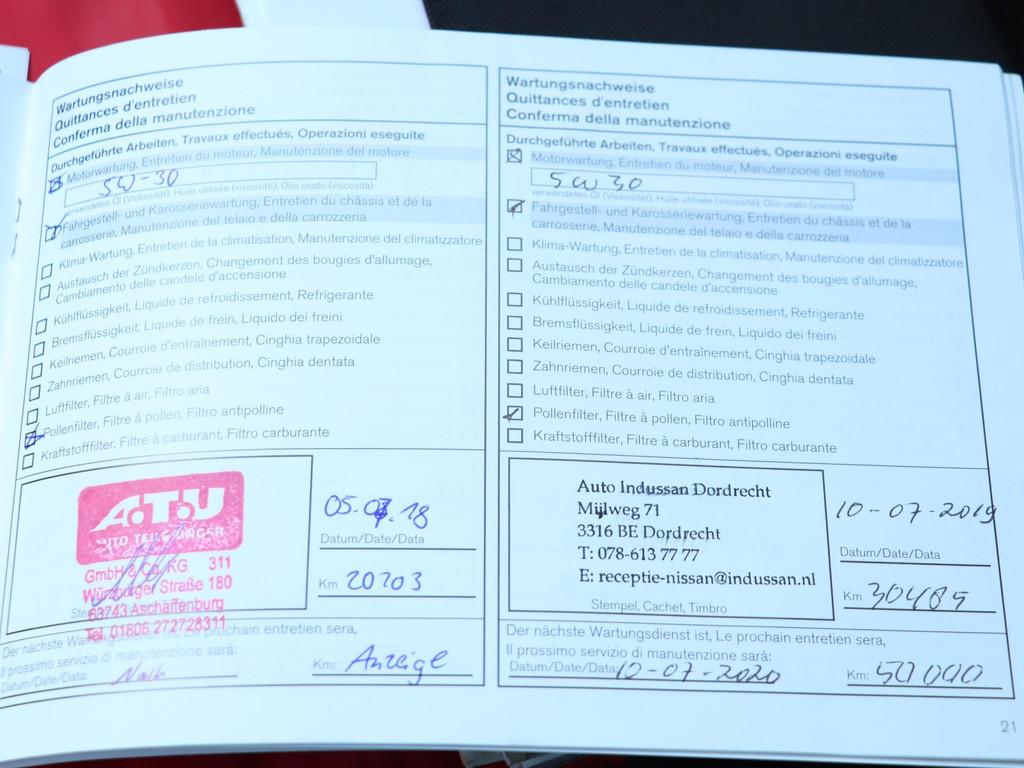 Wartungsnachweise
Quittances d'entretien
Conferma della manutenzione
Durchgeführte Arbeiten, Travaux effectués, Operazioni eseguite
Motorwartung, Entretien du moteur, Manutenzione del motore
5W-30
verwendetes Öl (Viskosität), Huile utilisée (viscosité), Olio usato (viscosità)
Fahrgestell- und Karosseriewartung, Entretien du châssis et de la
carrosserie, Manutenzione del telaio e della carrozzeria
Klima-Wartung, Entretien de la climatisation, Manutenzione del climatizzatore
Austausch der Zündkerzen, Changement des bougies d'allumage,
Cambiamento delle candele d'accensione
Kühlflüssigkeit, Liquide de refroidissement, Refrigerante
Bremsflüssigkeit, Liquide de frein, Liquido dei freini
Keilriemen, Courroie d'entraînement, Cinghia trapezoidale
Zahnriemen, Courroie de distribution, Cinghia dentata
Luftfilter, Filtre à air, Filtro aria
Pollenfilter, Filtre à pollen, Filtro antipolline
Kraftstofffilter, Filtre à carburant, Filtro carburante
A.T.U
AUTO TEILE UNGER
GmbH & Co. KG 311
Würzburger Straße 180
63743 Aschaffenburg
Tel. 01806 272728311
05.07.18
Datum/Date/Data
Km 20203
Der nächste Wartungsdienst ist, Le prochain entretien sera,
Il prossimo servizio di manutenzione sarà:
Datum/Date/Data: Nach Km: Anzeige
Wartungsnachweise
Quittances d'entretien
Conferma della manutenzione
Durchgeführte Arbeiten, Travaux effectués, Operazioni eseguite
Motorwartung, Entretien du moteur, Manutenzione del motore
5W30
verwendetes Öl (Viskosität), Huile utilisée (viscosité), Olio usato (viscosità)
Fahrgestell- und Karosseriewartung, Entretien du châssis et de la
carrosserie, Manutenzione del telaio e della carrozzeria
Klima-Wartung, Entretien de la climatisation, Manutenzione del climatizzatore
Austausch der Zündkerzen, Changement des bougies d'allumage,
Cambiamento delle candele d'accensione
Kühlflüssigkeit, Liquide de refroidissement, Refrigerante
Bremsflüssigkeit, Liquide de frein, Liquido dei freini
Keilriemen, Courroie d'entraînement, Cinghia trapezoidale
Zahnriemen, Courroie de distribution, Cinghia dentata
Luftfilter, Filtre à air, Filtro aria
Pollenfilter, Filtre à pollen, Filtro antipolline
Kraftstofffilter, Filtre à carburant, Filtro carburante
Auto Indussan Dordrecht
Mijlweg 71
3316 BE Dordrecht
T: 078-613 77 77
E: receptie-nissan@indussan.nl
Stempel, Cachet, Timbro
10-07-2019
Datum/Date/Data
Km 30485
Der nächste Wartungsdienst ist, Le prochain entretien sera,
Il prossimo servizio di manutenzione sarà:
Datum/Date/Data: 10-07-2020 Km: 50000
21